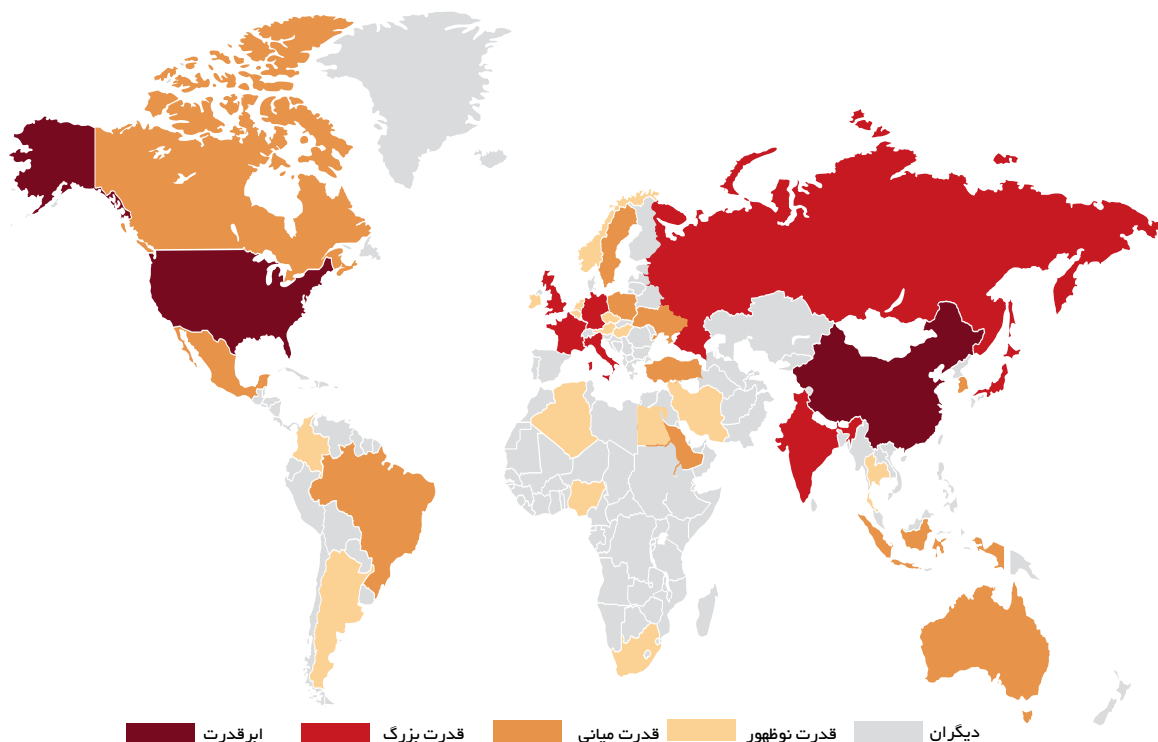 دیگران
قدرت نوظهور
قدرت میانی
قدرت بزرگ
ابرقدرت